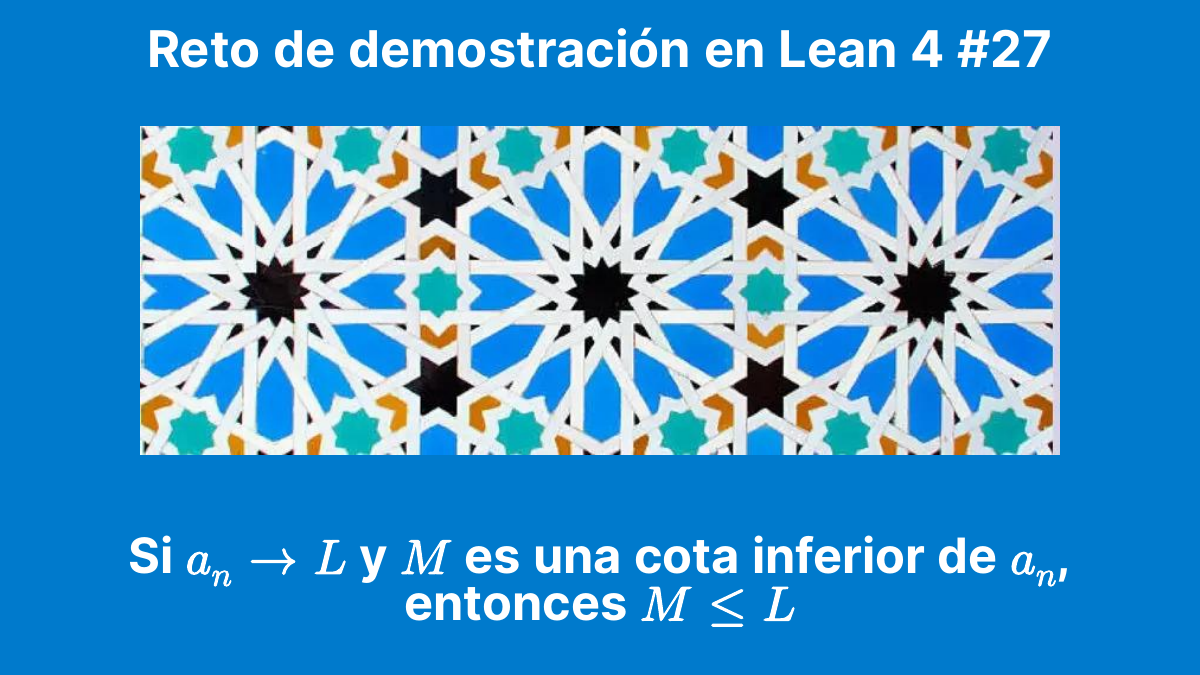 Reto de demostración en Lean 4 #27
Si aₙ → L y M es una cota inferior de aₙ,
entonces M ≤ L